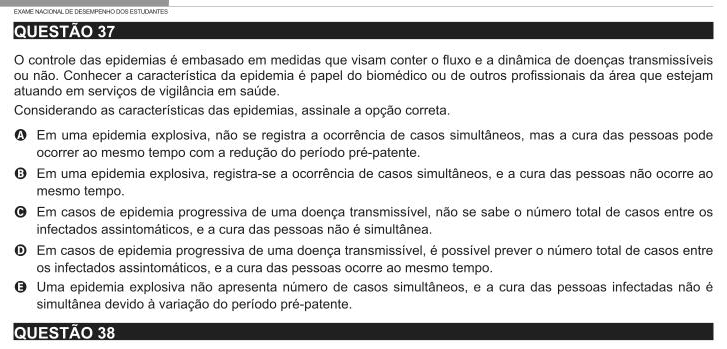 EXAME NACIONAL DE DESEMPENHO DOS ESTUDANTES
QUESTÃO 37
O controle das epidemias é embasado em medidas que visam conter o fluxo e a dinâmica de doenças transmissíveis
ou não. Conhecer a característica da epidemia é papel do biomédico ou de outros profissionais da área que estejam
atuando em serviços de vigilância em saúde.
Considerando as características das epidemias, assinale a opção correta.
A Em uma epidemia explosiva, não se registra a ocorrência de casos simultâneos, mas a cura das pessoas pode
ocorrer ao mesmo tempo com a redução do período pré-patente.
B Em uma epidemia explosiva, registra-se a ocorrência de casos simultâneos, e a cura das pessoas não ocorre ao
mesmo tempo.
C Em casos de epidemia progressiva de uma doença transmissível, não se sabe o número total de casos entre os
infectados assintomáticos, e a cura das pessoas não é simultânea.
D Em casos de epidemia progressiva de uma doença transmissível, é possível prever o número total de casos entre
os infectados assintomáticos, e a cura das pessoas ocorre ao mesmo tempo.
E Uma epidemia explosiva não apresenta número de casos simultâneos, e a cura das pessoas infectadas não é
simultânea devido à variação do período pré-patente.
QUESTÃO 38